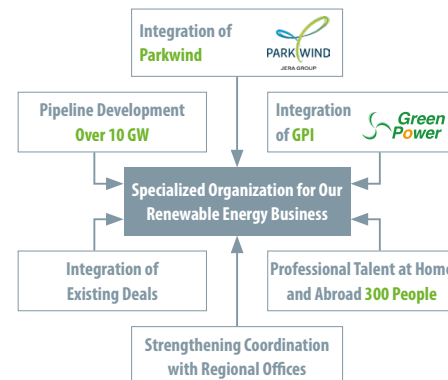 Integration of
Parkwind
PARKWIND
JERA GROUP
Pipeline Development
Over 10 GW
Integration
of GPI
Green
Power
Specialized Organization for Our
Renewable Energy Business
Integration of
Existing Deals
Professional Talent at Home
and Abroad 300 People
Strengthening Coordination
with Regional Offices